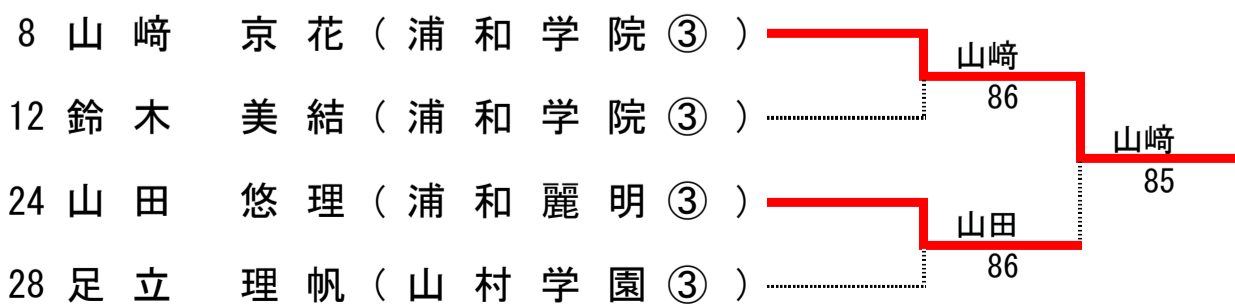 8 山﨑 京花(浦和学院③)
山﨑
86
12 鈴木 美結(浦和学院③)
山﨑
85
24 山田 悠理(浦和麗明③)
山田
86
28 足立 理帆(山村学園③)